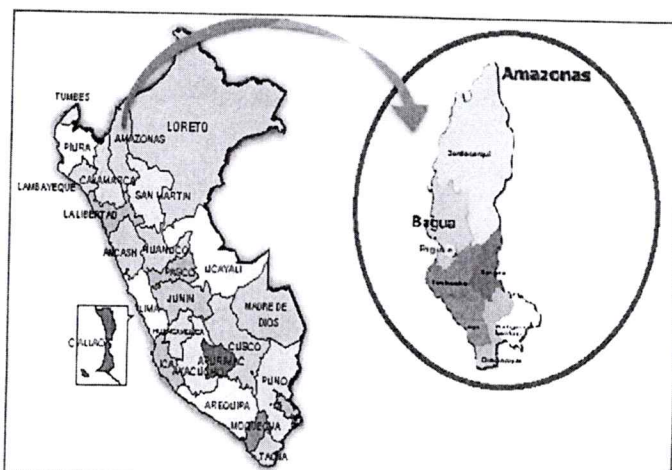 TUMBES
PIURA
LAMBAYEQUE
AMAZONAS
LORETO
CAJAMARCA
SAN MARTIN
LA LIBERTAD
ANCASH
HUANUCO
PASCO
UCAYALI
LIMA
JUNIN
CALLAO
MADRE DE DIOS
CUSCO
ICA
APURIMAC
AYACUCHO
PUNO
AREQUIPA
MOQUEGUA
TACNA
Amazonas
Bagua